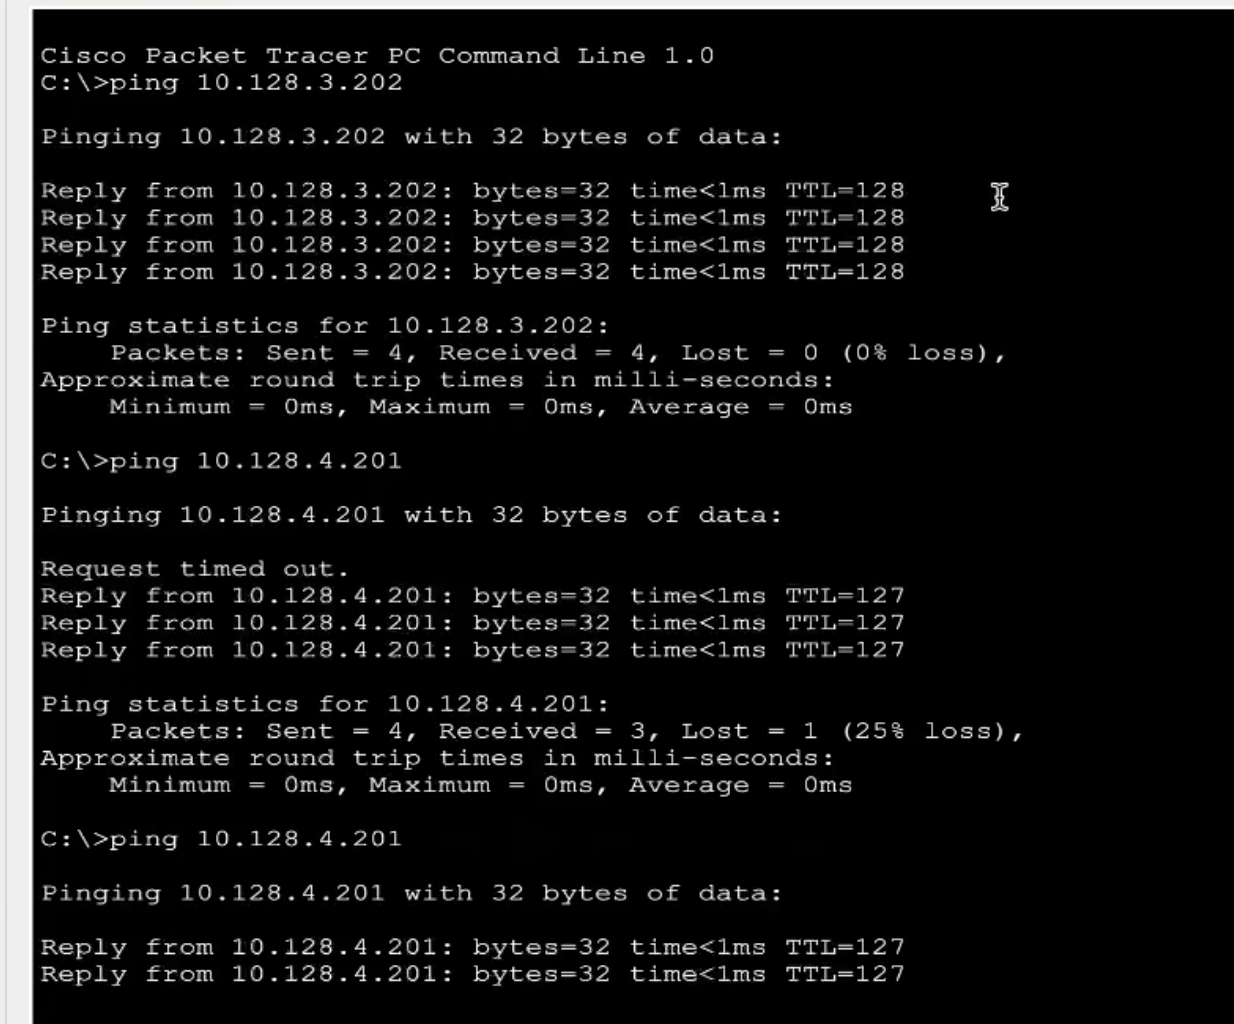 Cisco Packet Tracer PC Command Line 1.0
C:\>ping 10.128.3.202
Pinging 10.128.3.202 with 32 bytes of data:
Reply from 10.128.3.202: bytes=32 time<1ms TTL=128
Reply from 10.128.3.202: bytes=32 time<1ms TTL=128
Reply from 10.128.3.202: bytes=32 time<1ms TTL=128
Reply from 10.128.3.202: bytes=32 time<1ms TTL=128
Ping statistics for 10.128.3.202:
Packets: Sent = 4, Received = 4, Lost = 0 (0% loss),
Approximate round trip times in milli-seconds:
Minimum = 0ms, Maximum = 0ms, Average = 0ms
C:\>ping 10.128.4.201
Pinging 10.128.4.201 with 32 bytes of data:
Request timed out.
Reply from 10.128.4.201: bytes=32 time<1ms TTL=127
Reply from 10.128.4.201: bytes=32 time<1ms TTL=127
Reply from 10.128.4.201: bytes=32 time<1ms TTL=127
Ping statistics for 10.128.4.201:
Packets: Sent = 4, Received = 3, Lost = 1 (25% loss),
Approximate round trip times in milli-seconds:
Minimum = 0ms, Maximum = 0ms, Average = 0ms
C:\>ping 10.128.4.201
Pinging 10.128.4.201 with 32 bytes of data:
Reply from 10.128.4.201: bytes=32 time<1ms TTL=127
Reply from 10.128.4.201: bytes=32 time<1ms TTL=127